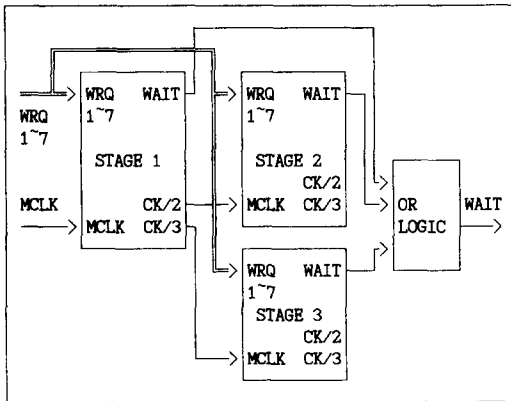 WRQ
1~7
MCLK
WRQ WAIT
1~7
STAGE 1
CK/2
MCLK CK/3
WRQ WAIT
1~7
STAGE 2
CK/2
MCLK CK/3
WRQ WAIT
1~7
STAGE 3
CK/2
MCLK CK/3
OR
LOGIC
WAIT